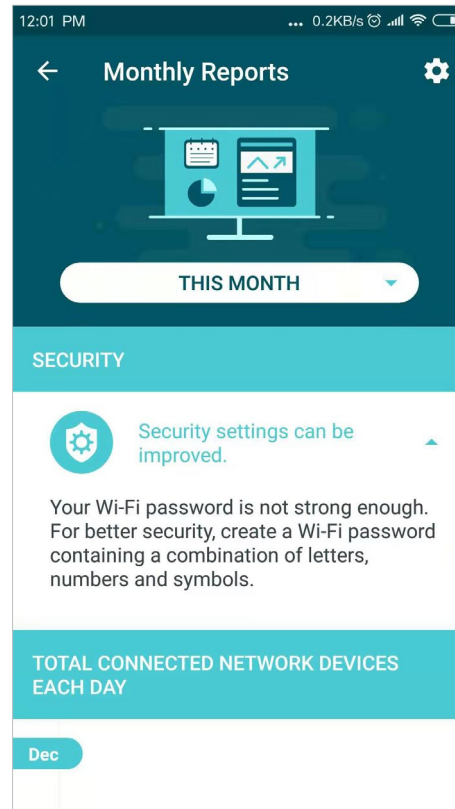 12:01 PM ... 0.2KB/s
Monthly Reports
THIS MONTH
SECURITY
Security settings can be
improved.
Your Wi-Fi password is not strong enough.
For better security, create a Wi-Fi password
containing a combination of letters,
numbers and symbols.
TOTAL CONNECTED NETWORK DEVICES
EACH DAY
Dec